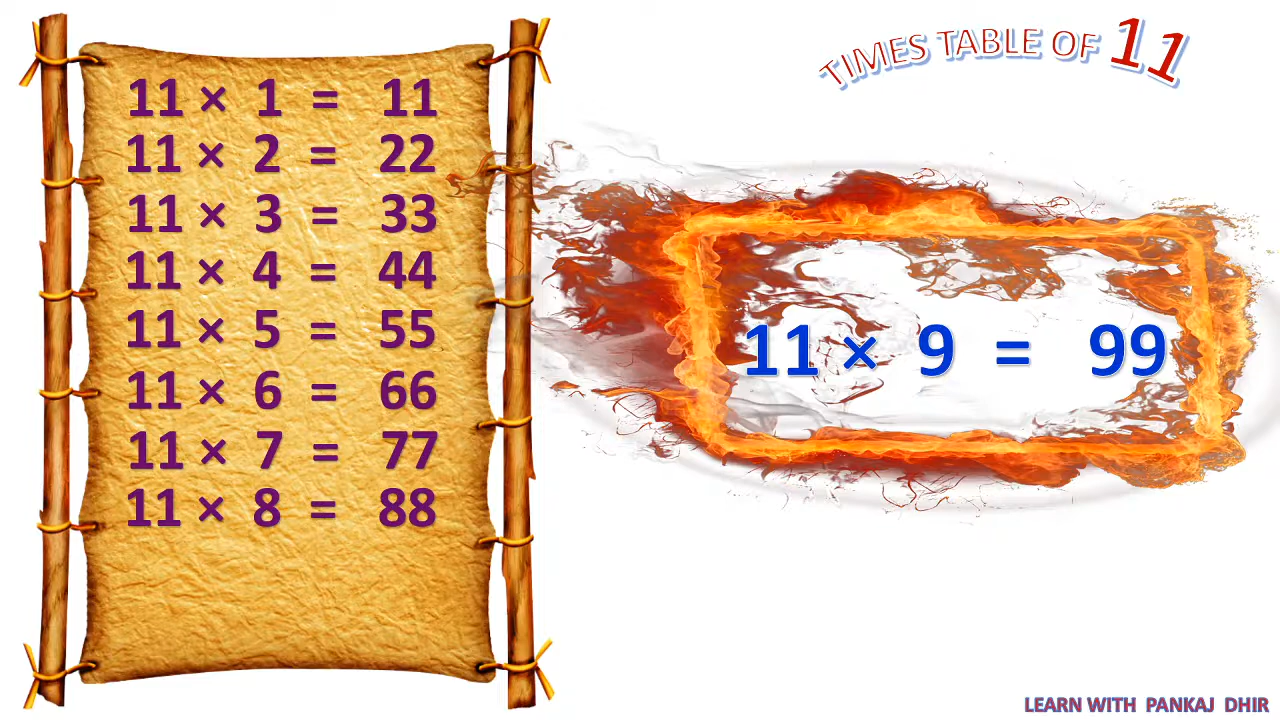 TIMES TABLE OF 11
11 × 1 = 11
11 × 2 = 22
11 × 3 = 33
11 × 4 = 44
11 × 5 = 55
11 × 6 = 66
11 × 7 = 77
11 × 8 = 88
11 × 9 = 99
LEARN WITH PANKAJ DHIR